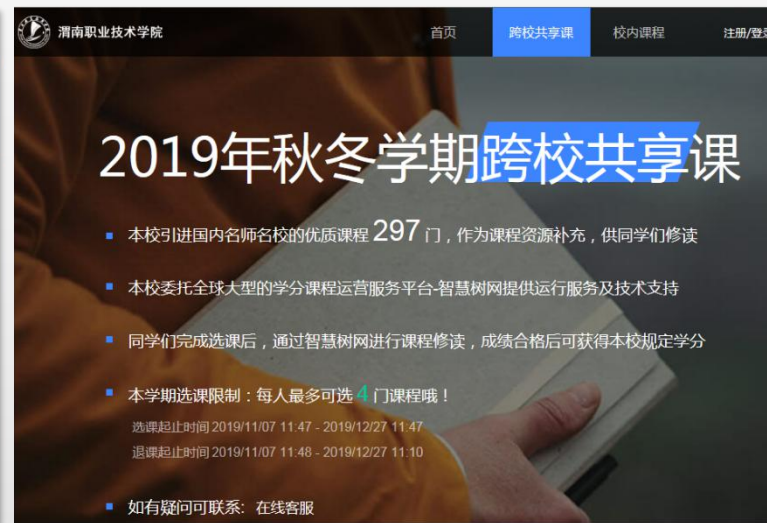 渭南职业技术学院
首页
跨校共享课
校内课程
注册/登录
2019年秋冬学期跨校共享课
本校引进国内名师名校的优质课程 297 门，作为课程资源补充，供同学们修读
本校委托全球大型的学分课程运营服务平台-智慧树网提供运行服务及技术支持
同学们完成选课后，通过智慧树网进行课程修读，成绩合格后可获得本校规定学分
本学期选课限制：每人最多可选 4 门课程哦！
选课起止时间 2019/11/07 11:47 - 2019/12/27 11:47
退课起止时间 2019/11/07 11:48 - 2019/12/27 11:10
如有疑问可联系：在线客服